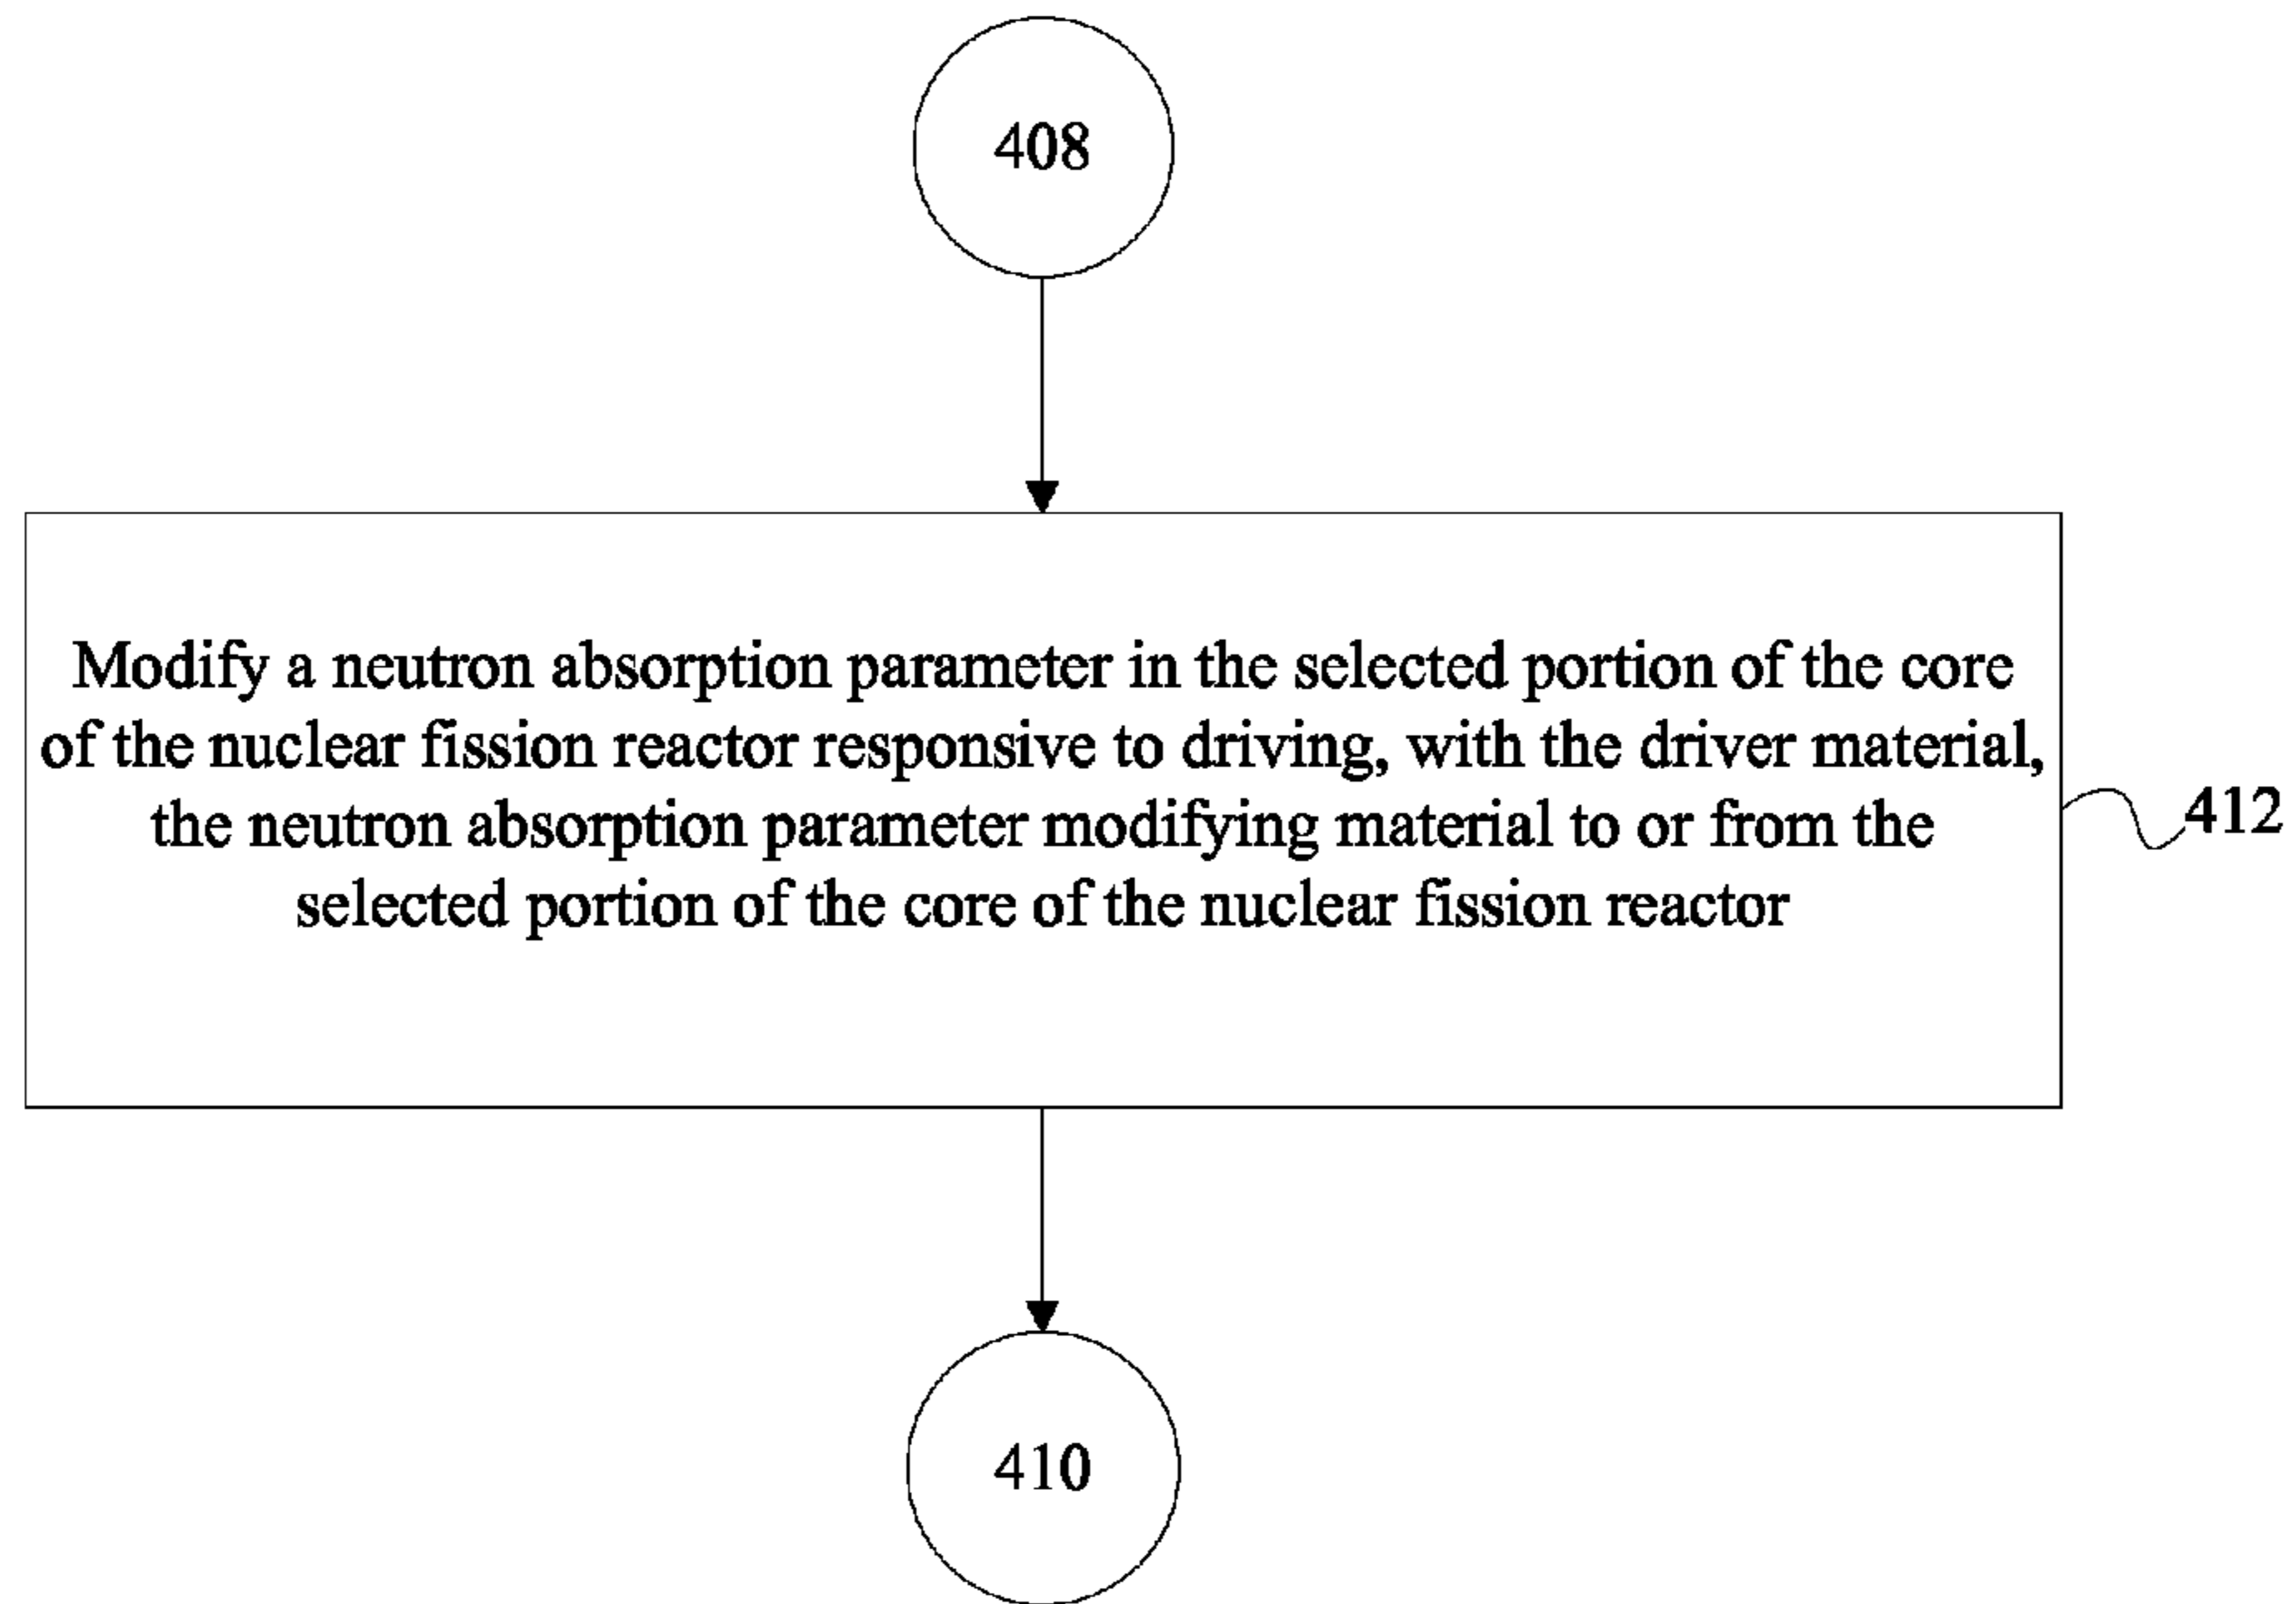 408
Modify a neutron absorption parameter in the selected portion of the core
of the nuclear fission reactor responsive to driving, with the driver material,
the neutron absorption parameter modifying material to or from the
selected portion of the core of the nuclear fission reactor
412
410